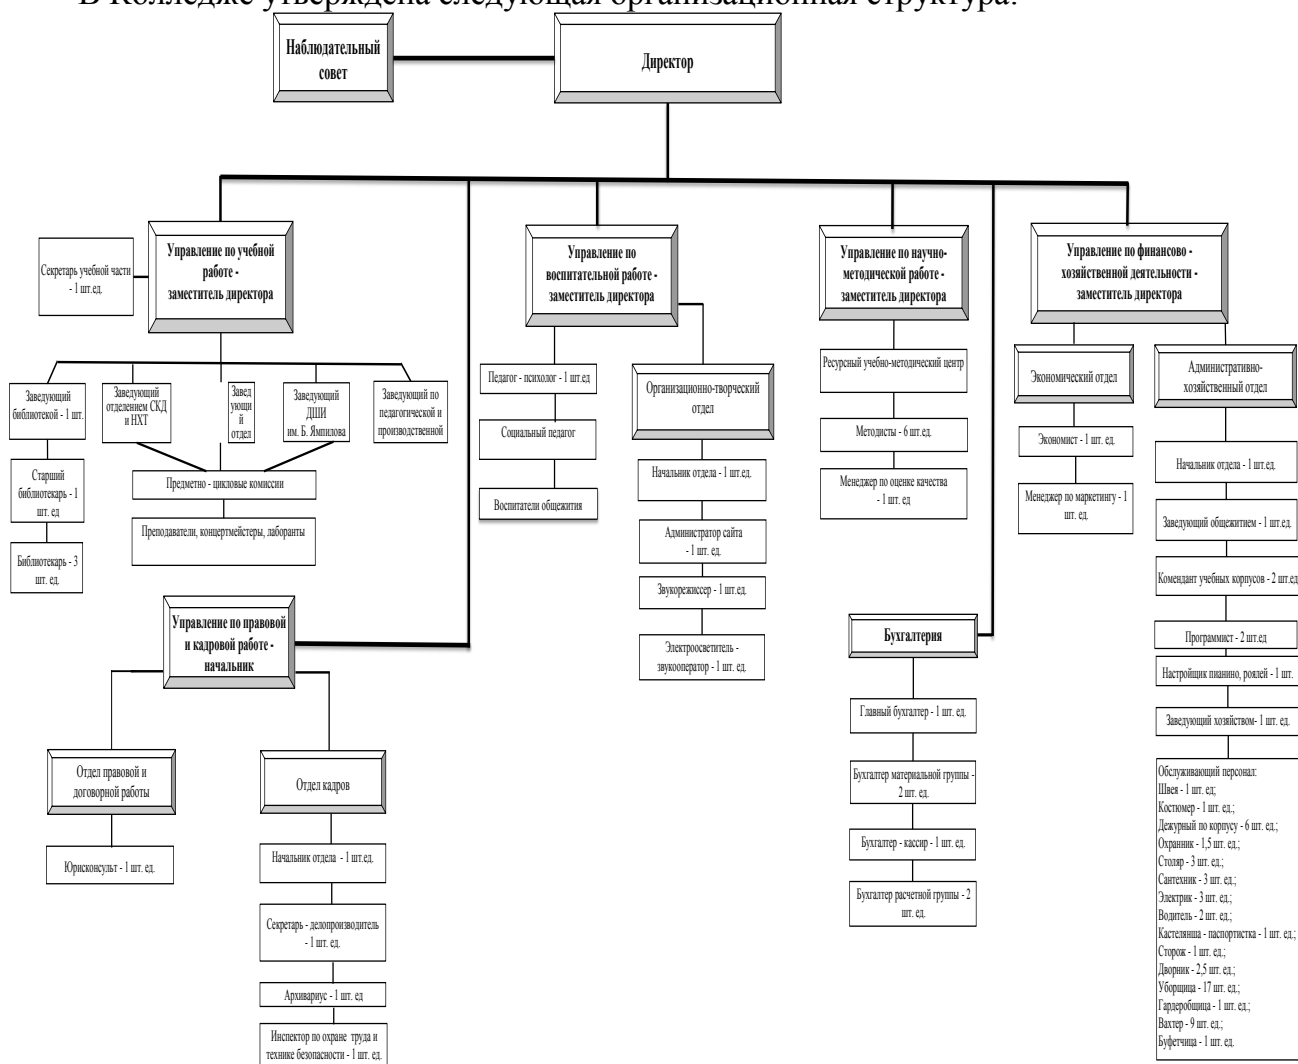 В Колледже утверждена следующая организационная структура:
Наблюдательный
совет
Директор
Секретарь учебной части
- 1 шт.ед.
Управление по учебной
работе -
заместитель директора
Управление по
воспитательной работе -
заместитель директора
Управление по научно-
методической работе -
заместитель директора
Управление по финансово -
хозяйственной деятельности -
заместитель директора
Заведующий
библиотекой - 1 шт.
Заведующий
отделением СКД
и НХТ
Завед
ующи
й
отдел
Заведующий
ДШИ
им. Б. Ямпилова
Заведующий по
педагогической и
производственной
Старший
библиотекарь - 1
шт. ед
Библиотекарь - 3
шт. ед.
Предметно - цикловые комиссии
Преподаватели, концертмейстеры, лаборанты
Педагог - психолог - 1 шт.ед
Социальный педагог
Воспитатели общежития
Организационно-творческий
отдел
Начальник отдела - 1 шт.ед.
Администратор сайта
- 1 шт. ед.
Звукорежиссер - 1 шт.ед.
Электроосветитель -
звукооператор - 1 шт. ед.
Ресурсный учебно-методический центр
Методисты - 6 шт.ед.
Менеджер по оценке качества
- 1 шт. ед
Экономический отдел
Экономист - 1 шт. ед.
Менеджер по маркетингу - 1
шт. ед.
Административно-
хозяйственный отдел
Начальник отдела - 1 шт.ед.
Заведующий общежитием - 1 шт.ед.
Комендант учебных корпусов - 2 шт.ед
Программист - 2 шт.ед
Настройщик пианино, роялей - 1 шт.
Заведующий хозяйством- 1 шт. ед.
Обслуживающий персонал:
Швея - 1 шт. ед;
Костюмер - 1 шт. ед.;
Дежурный по корпусу - 6 шт. ед.;
Охранник - 1,5 шт. ед.;
Столяр - 3 шт. ед.;
Сантехник - 3 шт. ед.;
Электрик - 3 шт. ед.;
Водитель - 2 шт. ед.;
Кастелянша - паспортистка - 1 шт. ед.;
Сторож - 1 шт. ед.;
Дворник - 2,5 шт. ед.;
Уборщица - 17 шт. ед.;
Гардеробщица - 1 шт. ед.;
Вахтер - 9 шт. ед.;
Буфетчица - 1 шт. ед.
Управление по правовой
и кадровой работе -
начальник
Отдел правовой и
договорной работы
Юрисконсульт - 1 шт. ед.
Отдел кадров
Начальник отдела - 1 шт.ед.
Секретарь - делопроизводитель
- 1 шт. ед.
Архивариус - 1 шт. ед
Инспектор по охране труда и
технике безопасности - 1 шт. ед.
Бухгалтерия
Главный бухгалтер - 1 шт. ед.
Бухгалтер материальной группы -
2 шт. ед.
Бухгалтер - кассир - 1 шт. ед.
Бухгалтер расчетной группы - 2
шт. ед.